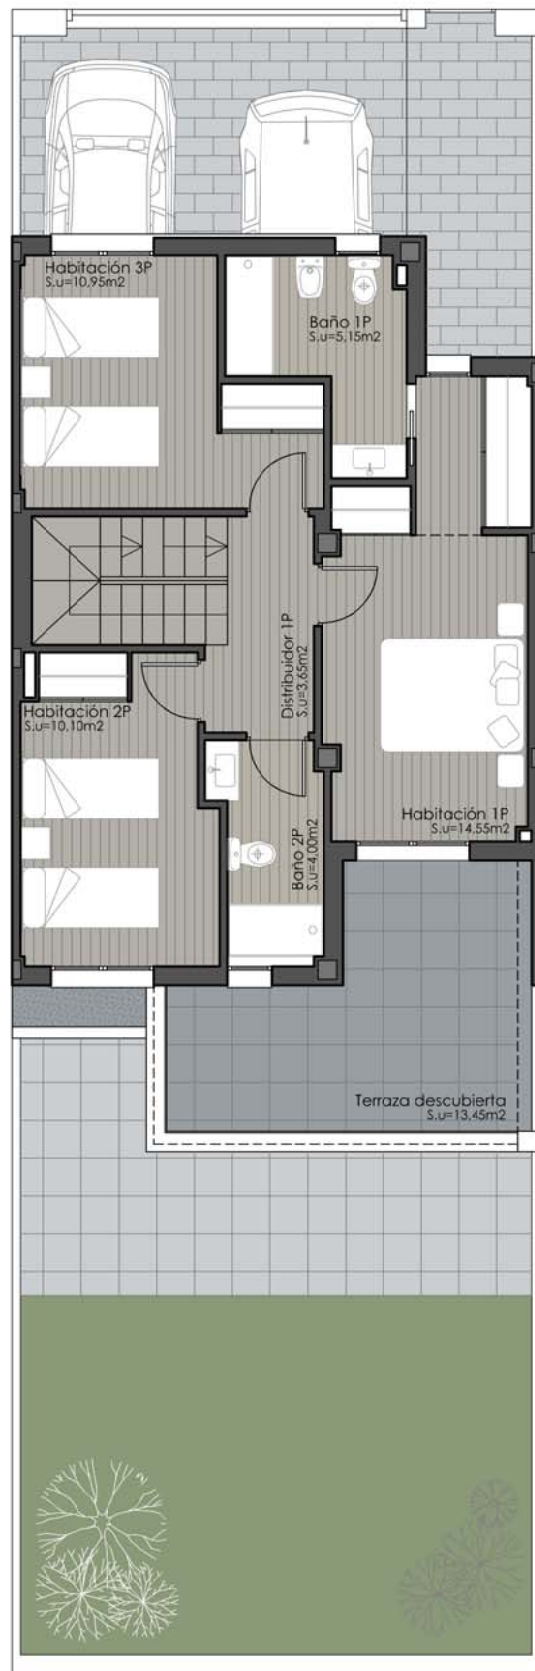 Habitación 3P
S.u=10,95m2
Baño 1P
S.u=5,15m2
Distribuidor 1P
S.u=3,65m2
Habitación 2P
S.u=10,10m2
Habitación 1P
S.u=14,55m2
Baño 2P
S.u=4,00m2
Terraza descubierta
S.u=13,45m2